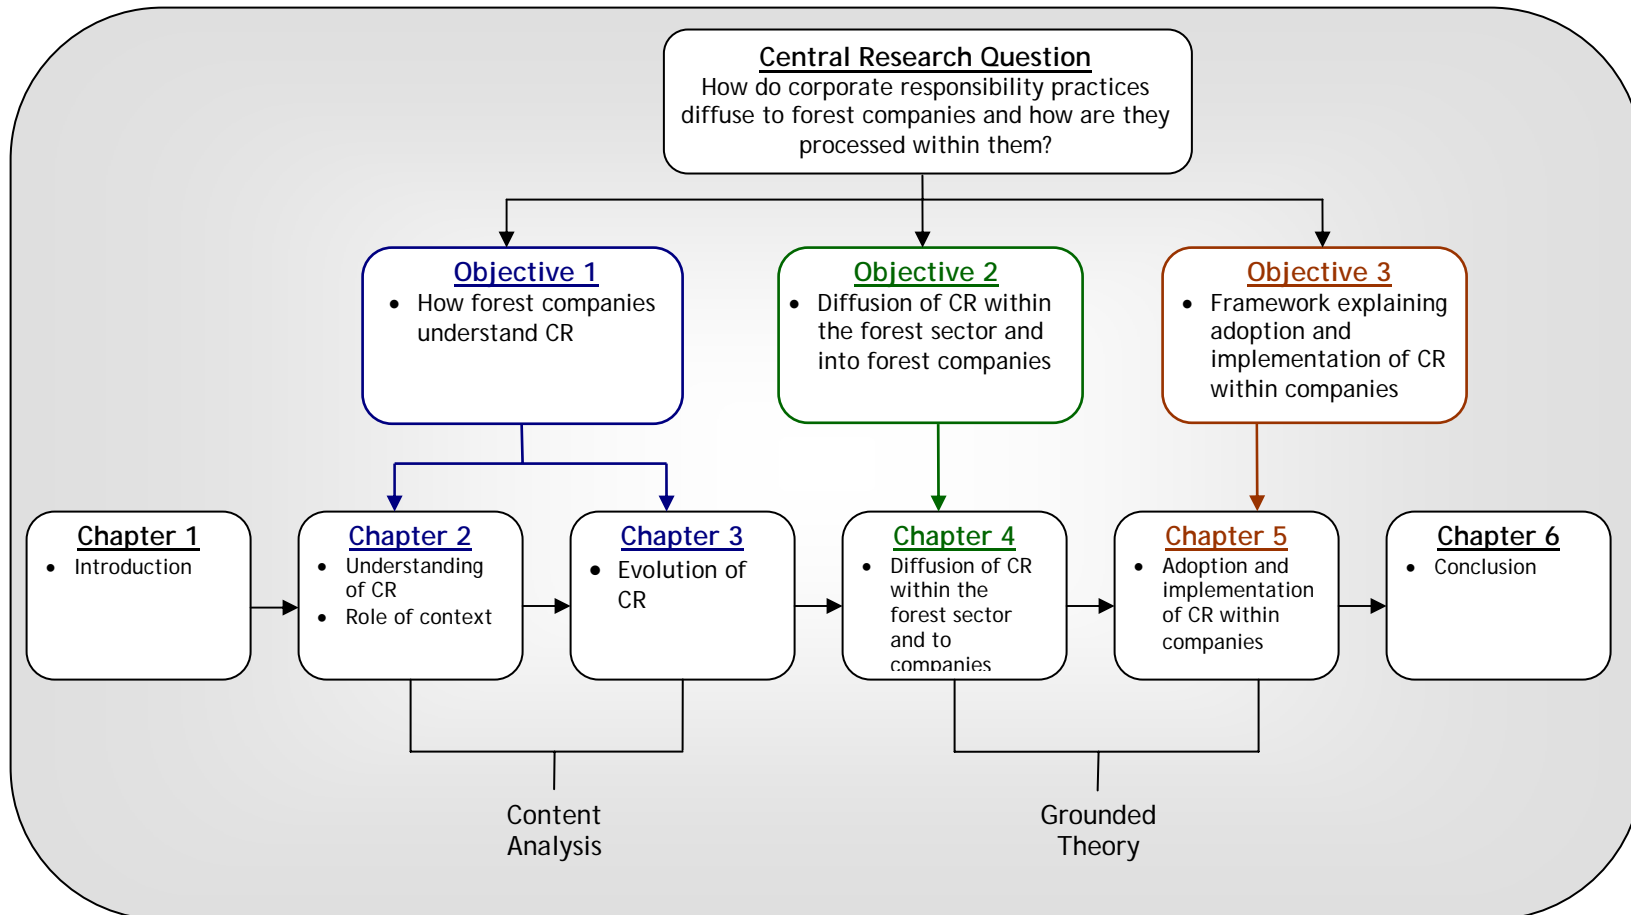 Central Research Question
How do corporate responsibility practices
diffuse to forest companies and how are they
processed within them?
Objective 1
• How forest companies
understand CR
Objective 2
• Diffusion of CR within
the forest sector and
into forest companies
Objective 3
• Framework explaining
adoption and
implementation of CR
within companies
Chapter 1
• Introduction
Chapter 2
• Understanding
of CR
• Role of context
Chapter 3
• Evolution of
CR
Chapter 4
• Diffusion of CR
within the
forest sector
and to
companies
Chapter 5
• Adoption and
implementation
of CR within
companies
Chapter 6
• Conclusion
Content
Analysis
Grounded
Theory